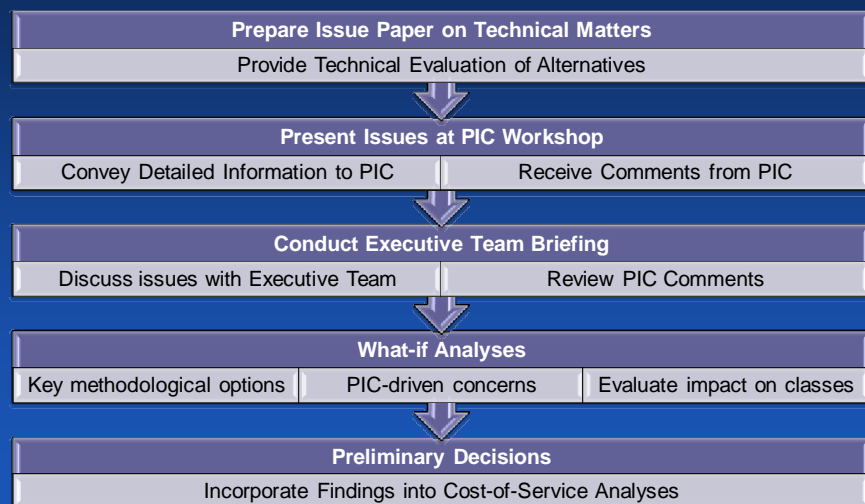 Prepare Issue Paper on Technical Matters
Provide Technical Evaluation of Alternatives
Present Issues at PIC Workshop
Convey Detailed Information to PIC
Receive Comments from PIC
Conduct Executive Team Briefing
Discuss issues with Executive Team
Review PIC Comments
What-if Analyses
Key methodological options
PIC-driven concerns
Evaluate impact on classes
Preliminary Decisions
Incorporate Findings into Cost-of-Service Analyses